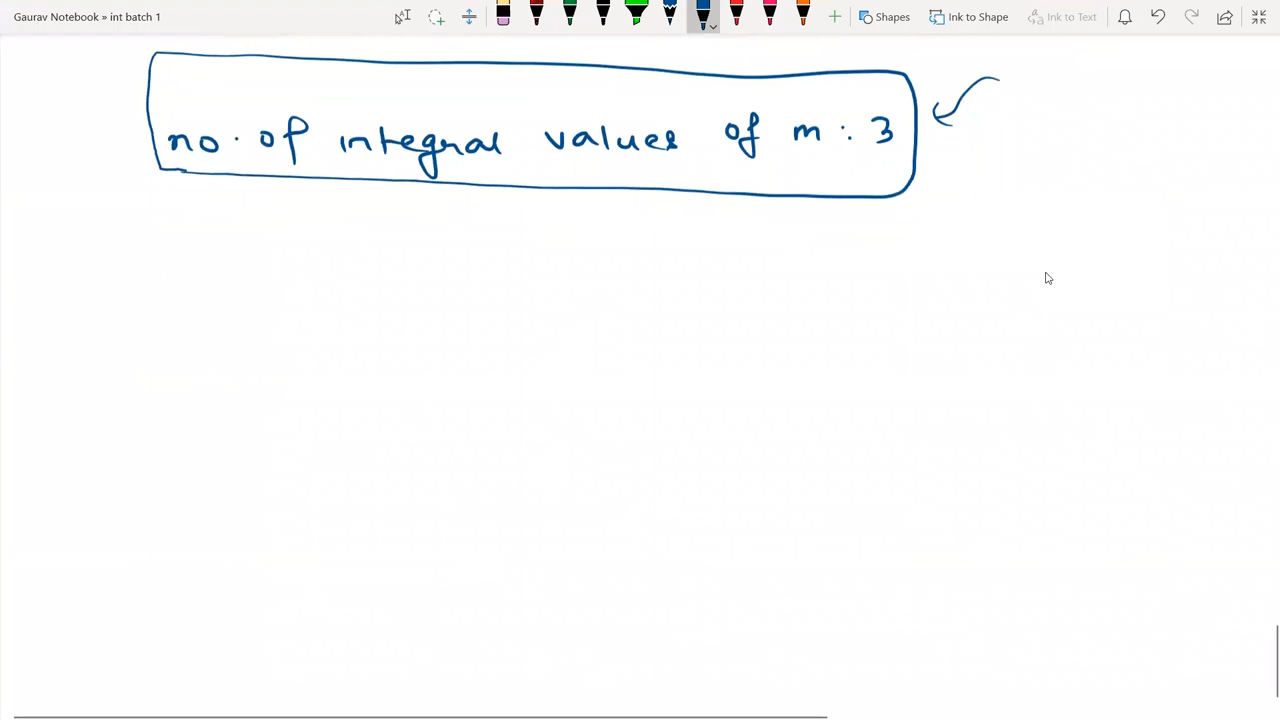 Gaurav Notebook » int batch 1
Shapes
Ink to Shape
Ink to Text
no. of integral values of m : 3